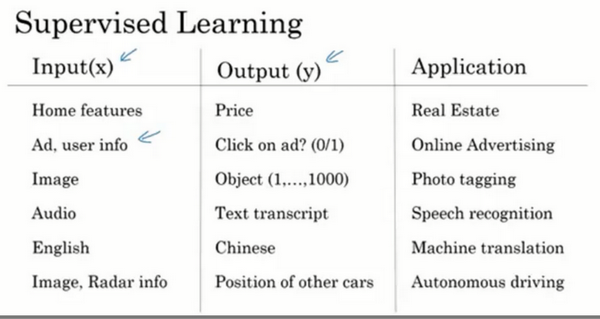 Supervised Learning
Input(x) Output (y) Application
Home features Price Real Estate
Ad, user info Click on ad? (0/1) Online Advertising
Image Object (1,...,1000) Photo tagging
Audio Text transcript Speech recognition
English Chinese Machine translation
Image, Radar info Position of other cars Autonomous driving